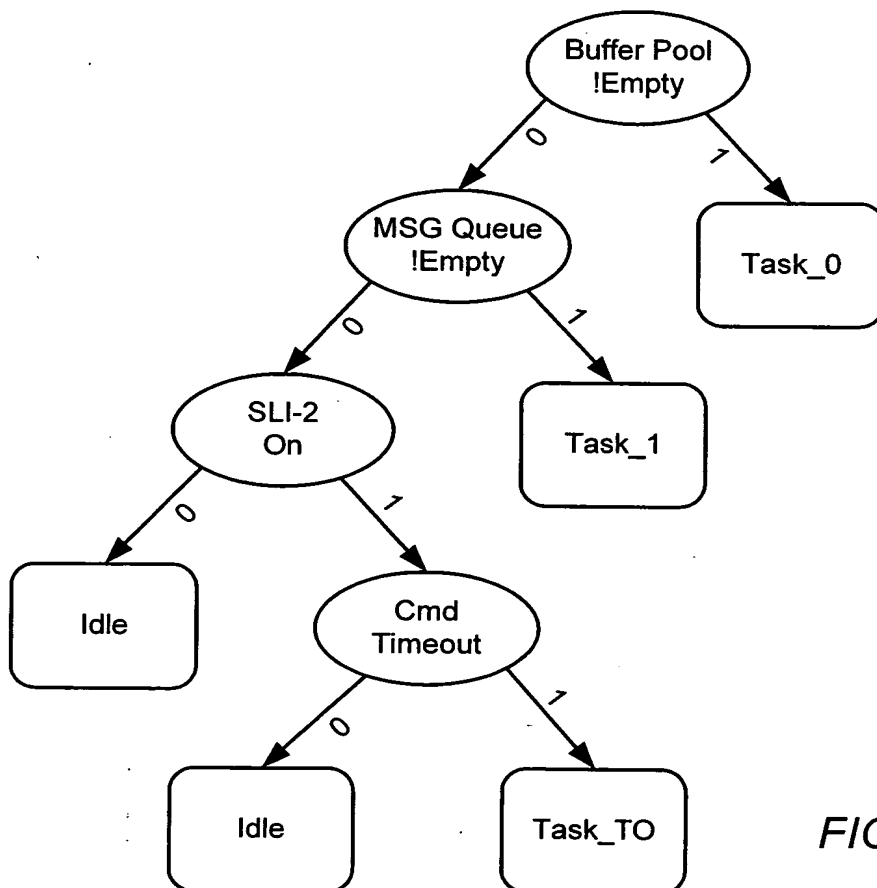 Buffer Pool
!Empty
0
1
MSG Queue
!Empty
Task_0
0
1
SLI-2
On
Task_1
0
1
Idle
Cmd
Timeout
0
1
Idle
Task_TO